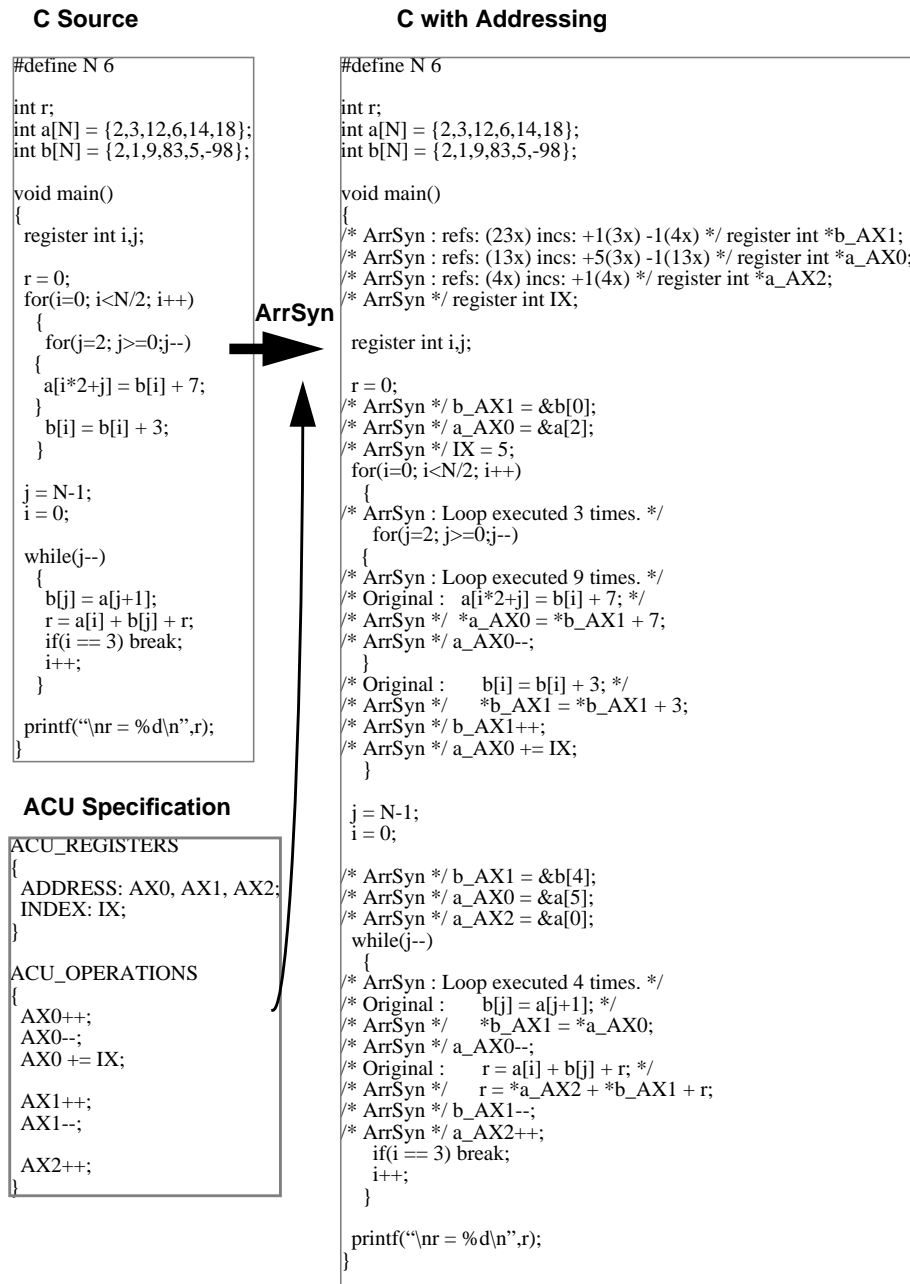 C Source
#define N 6
int r;
int a[N] = {2,3,12,6,14,18};
int b[N] = {2,1,9,83,5,-98};
void main()
{
register int i,j;
r = 0;
for(i=0; i<N/2; i++)
{
for(j=2; j>=0;j--)
{
a[i*2+j] = b[i] + 7;
}
b[i] = b[i] + 3;
}
j = N-1;
i = 0;
while(j--)
{
b[j] = a[j+1];
r = a[i] + b[j] + r;
if(i == 3) break;
i++;
}
printf(“\nr = %d\n”,r);
}
ACU Specification
ACU_REGISTERS
{
ADDRESS: AX0, AX1, AX2;
INDEX: IX;
}
ACU_OPERATIONS
{
AX0++;
AX0--;
AX0 += IX;
AX1++;
AX1--;
AX2++;
}
ArrSyn
C with Addressing
#define N 6
int r;
int a[N] = {2,3,12,6,14,18};
int b[N] = {2,1,9,83,5,-98};
void main()
{
/* ArrSyn : refs: (23x) incs: +1(3x) -1(4x) */ register int *b_AX1;
/* ArrSyn : refs: (13x) incs: +5(3x) -1(13x) */ register int *a_AX0;
/* ArrSyn : refs: (4x) incs: +1(4x) */ register int *a_AX2;
/* ArrSyn */ register int IX;
register int i,j;
r = 0;
/* ArrSyn */ b_AX1 = &b[0];
/* ArrSyn */ a_AX0 = &a[2];
/* ArrSyn */ IX = 5;
for(i=0; i<N/2; i++)
{
/* ArrSyn : Loop executed 3 times. */
for(j=2; j>=0;j--)
{
/* ArrSyn : Loop executed 9 times. */
/* Original : a[i*2+j] = b[i] + 7; */
/* ArrSyn */ *a_AX0 = *b_AX1 + 7;
/* ArrSyn */ a_AX0--;
}
/* Original : b[i] = b[i] + 3; */
/* ArrSyn */ *b_AX1 = *b_AX1 + 3;
/* ArrSyn */ b_AX1++;
/* ArrSyn */ a_AX0 += IX;
}
j = N-1;
i = 0;
/* ArrSyn */ b_AX1 = &b[4];
/* ArrSyn */ a_AX0 = &a[5];
/* ArrSyn */ a_AX2 = &a[0];
while(j--)
{
/* ArrSyn : Loop executed 4 times. */
/* Original : b[j] = a[j+1]; */
/* ArrSyn */ *b_AX1 = *a_AX0;
/* ArrSyn */ a_AX0--;
/* Original : r = a[i] + b[j] + r; */
/* ArrSyn */ r = *a_AX2 + *b_AX1 + r;
/* ArrSyn */ b_AX1--;
/* ArrSyn */ a_AX2++;
if(i == 3) break;
i++;
}
printf(“\nr = %d\n”,r);
}